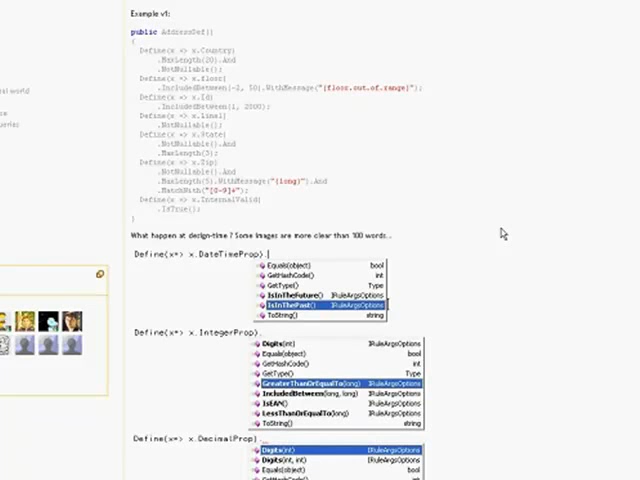 Example v1:
public AddressDef()
{
Define(x => x.Country)
.MaxLength(20).And
.NotNullable();
Define(x => x.floor)
.IncludedBetween(-2, 50).WithMessage("{floor.out.of.range}");
Define(x => x.Id)
.IncludedBetween(1, 2000);
Define(x => x.Line1)
.NotNullable();
Define(x => x.State)
.NotNullable().And
.MaxLength(3);
Define(x => x.Zip)
.NotNullable().And
.MaxLength(5).WithMessage("{long}").And
.MatchWith("[0-9]+");
Define(x => x.InternalValid)
.IsTrue();
}
What happen at design-time ? Some images are more clear than 100 words...
Define(x=> x.DateTimeProp).
Equals(object) bool
GetHashCode() int
GetType() Type
IsInTheFuture() IRuleArgsOptions
IsInThePast() IRuleArgsOptions
ToString() string
Define(x=> x.IntegerProp).
Digits(int) IRuleArgsOptions
Equals(object) bool
GetHashCode() int
GetType() Type
GreaterThanOrEqualTo(long) IRuleArgsOptions
IncludedBetween(long, long) IRuleArgsOptions
IsEAN() IRuleArgsOptions
LessThanOrEqualTo(long) IRuleArgsOptions
ToString() string
Define(x=> x.DecimalProp).
Digits(int) IRuleArgsOptions
Digits(int, int) IRuleArgsOptions
Equals(object) bool
GetHashCode() int